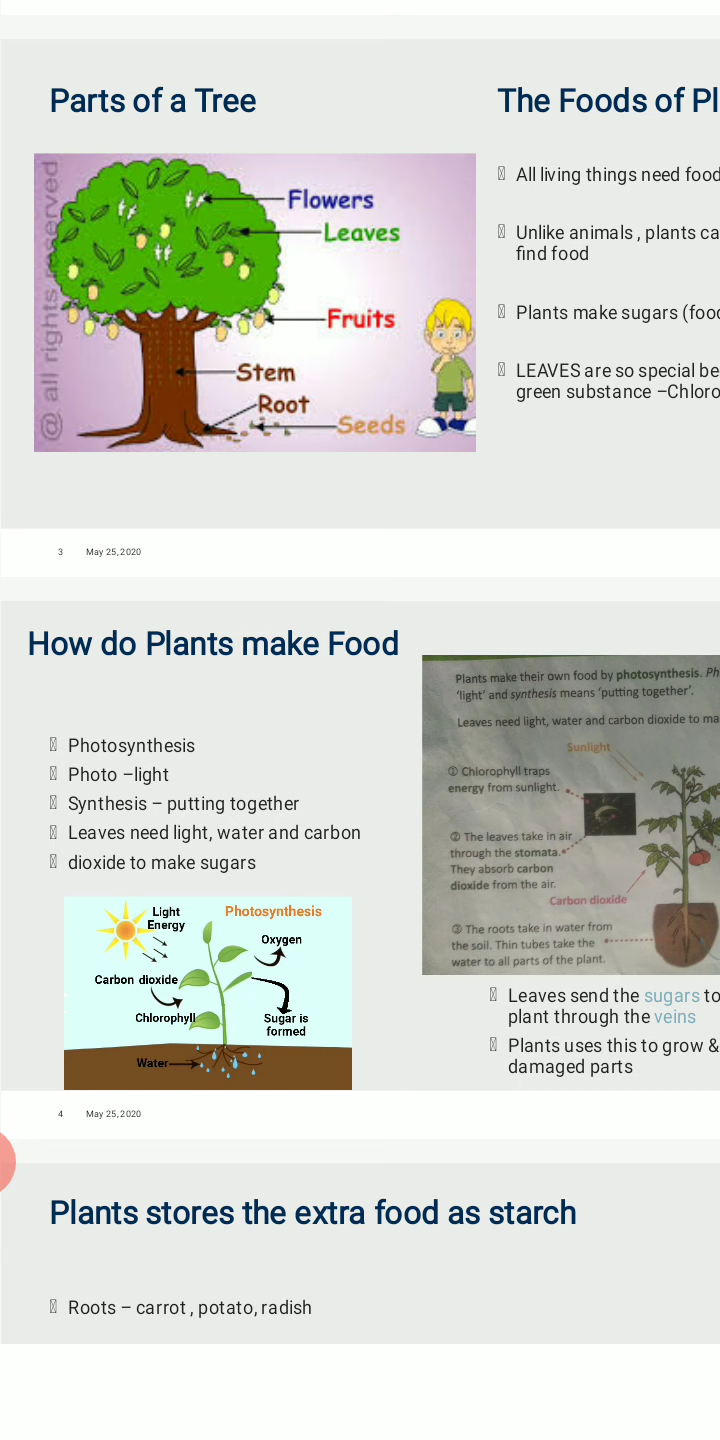 Parts of a Tree
@ all rights reserved
Flowers
Leaves
Fruits
Stem
Root
Seeds
The Foods of Pl
All living things need food
Unlike animals , plants ca
find food
Plants make sugars (foo
LEAVES are so special be
green substance –Chloro
3 May 25, 2020
How do Plants make Food
Photosynthesis
Photo –light
Synthesis – putting together
Leaves need light, water and carbon
dioxide to make sugars
Photosynthesis
Light
Energy
Oxygen
Carbon dioxide
Chlorophyll
Sugar is
formed
Water
Plants make their own food by photosynthesis. Ph
'light' and synthesis means 'putting together'.
Leaves need light, water and carbon dioxide to ma
Sunlight
① Chlorophyll traps
energy from sunlight.
② The leaves take in air
through the stomata.
They absorb carbon
dioxide from the air.
Carbon dioxide
③ The roots take in water from
the soil. Thin tubes take the
water to all parts of the plant.
Leaves send the sugars to
plant through the veins
Plants uses this to grow &
damaged parts
4 May 25, 2020
Plants stores the extra food as starch
Roots – carrot , potato, radish